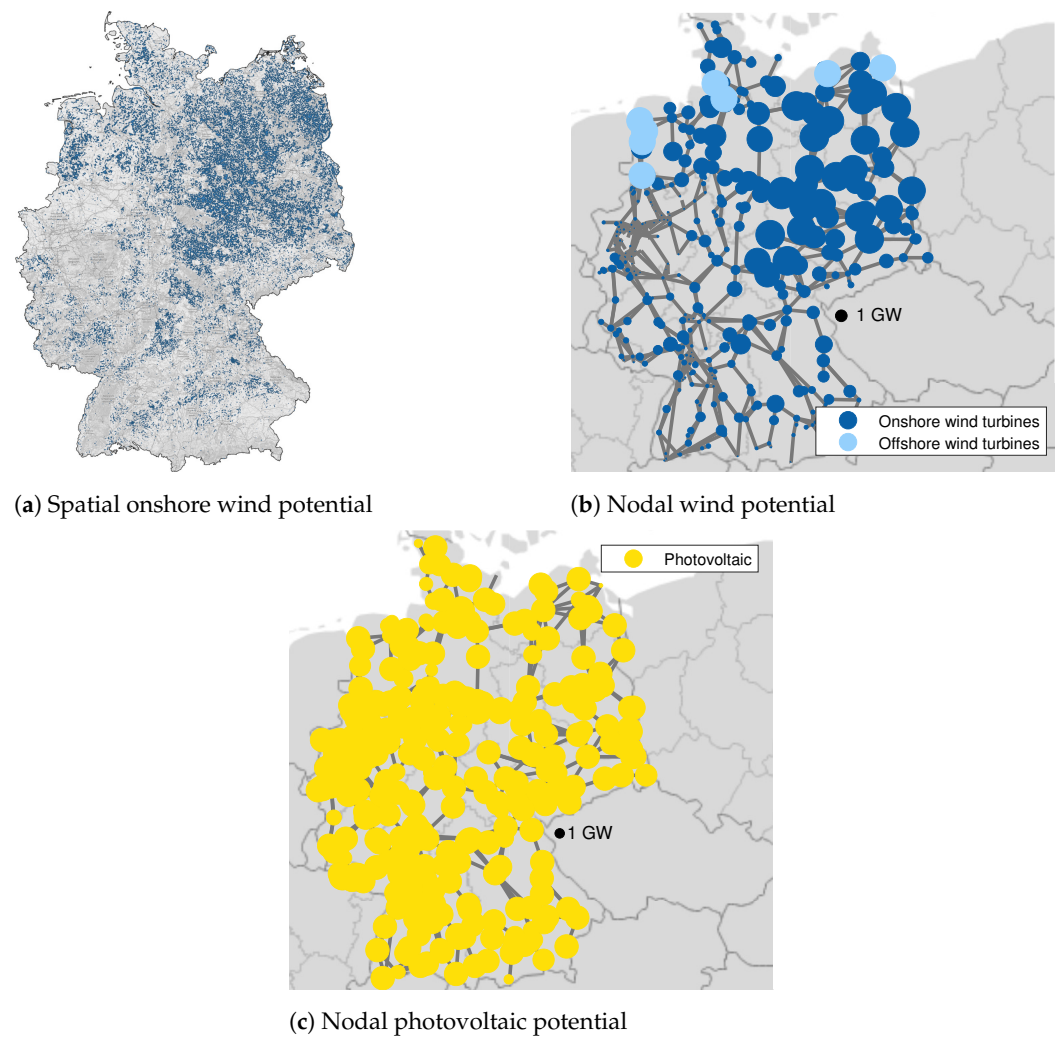 1 GW
Onshore wind turbines
Offshore wind turbines
(a) Spatial onshore wind potential
(b) Nodal wind potential
Photovoltaic
1 GW
(c) Nodal photovoltaic potential